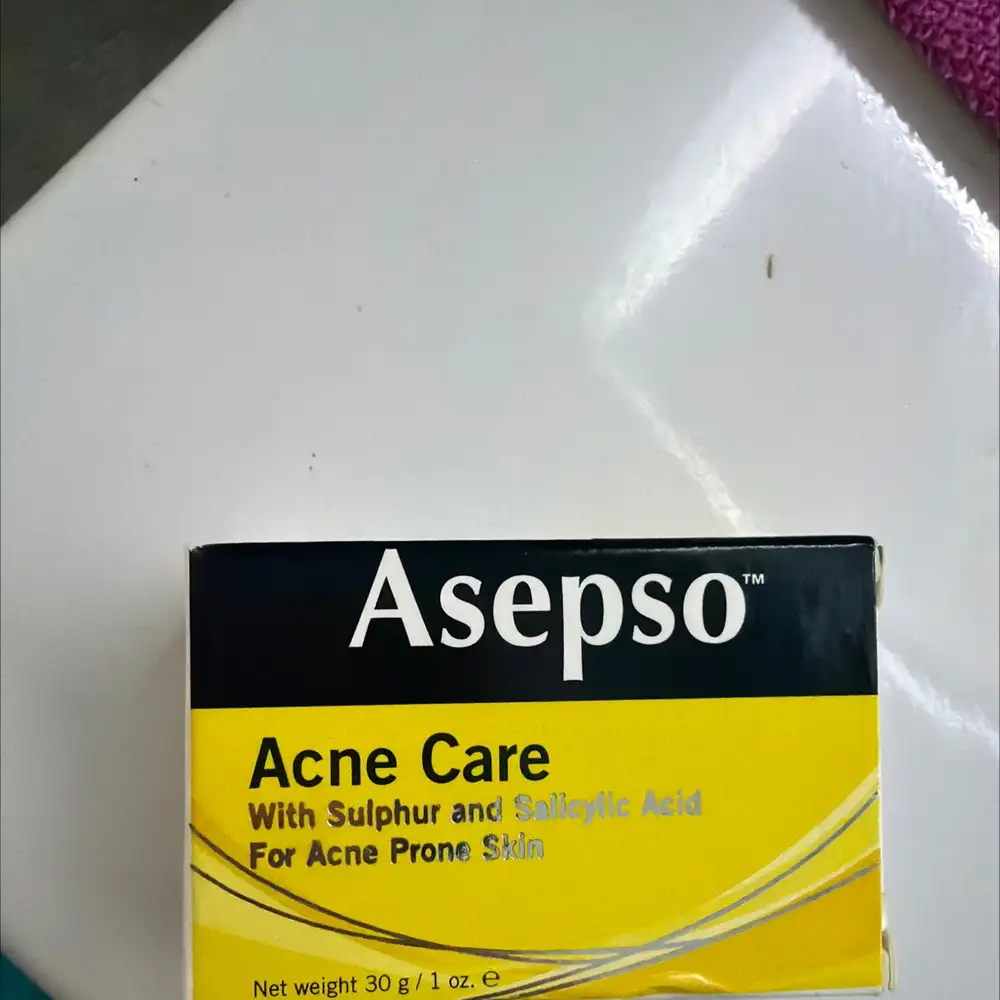 Asepso™
Acne Care
With Sulphur and Salicylic Acid
For Acne Prone Skin
Net weight 30 g / 1 oz. ℮